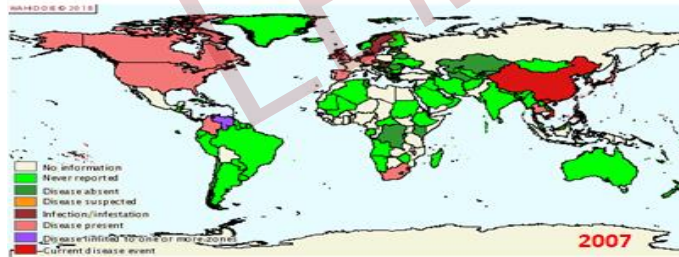 WAHID OIE © 2018
No information
Never reported
Disease absent
Disease suspected
Infection/infestation
Disease present
Disease limited to one or more zones
Current disease event
2007